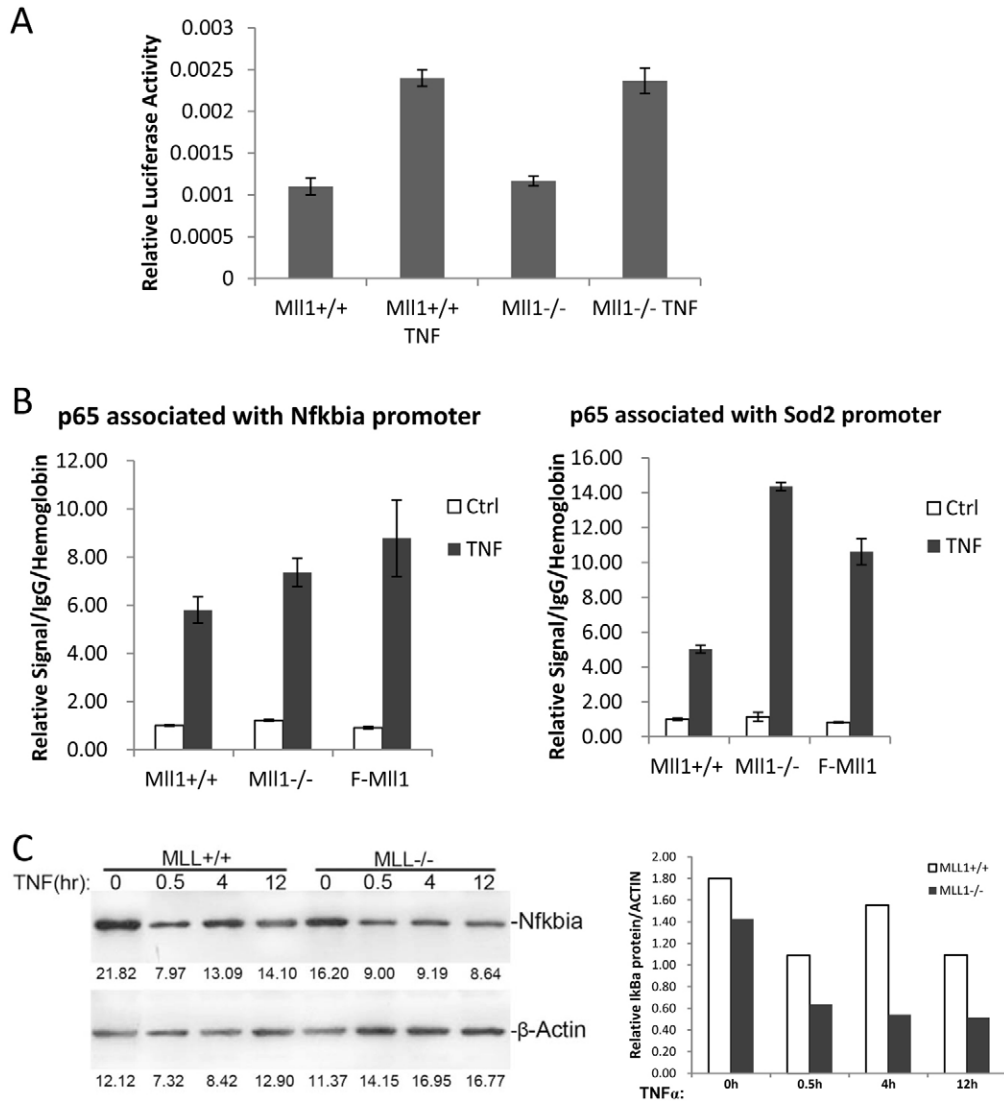 A
Relative Luciferase Activity
0.003
0.0025
0.002
0.0015
0.001
0.0005
0
Mll1+/+
Mll1+/+ TNF
Mll1-/-
Mll1-/- TNF
B
p65 associated with Nfkbia promoter
Relative Signal/IgG/Hemoglobin
12.00
10.00
8.00
6.00
4.00
2.00
0.00
Mll1+/+ Mll1-/- F-Mll1
Ctrl
TNF
p65 associated with Sod2 promoter
Relative Signal/IgG/Hemoglobin
16.00
14.00
12.00
10.00
8.00
6.00
4.00
2.00
0.00
Mll1+/+ Mll1-/- F-Mll1
Ctrl
TNF
C
MLL+/+ MLL-/-
TNF(hr): 0 0.5 4 12 0 0.5 4 12
-Nfkbia
21.82 7.97 13.09 14.10 16.20 9.00 9.19 8.64
-β-Actin
12.12 7.32 8.42 12.90 11.37 14.15 16.95 16.77
Relative IkBa protein/ACTIN
2.00
1.80
1.60
1.40
1.20
1.00
0.80
0.60
0.40
0.20
0.00
MLL1+/+
MLL1-/-
TNFα: 0h 0.5h 4h 12h